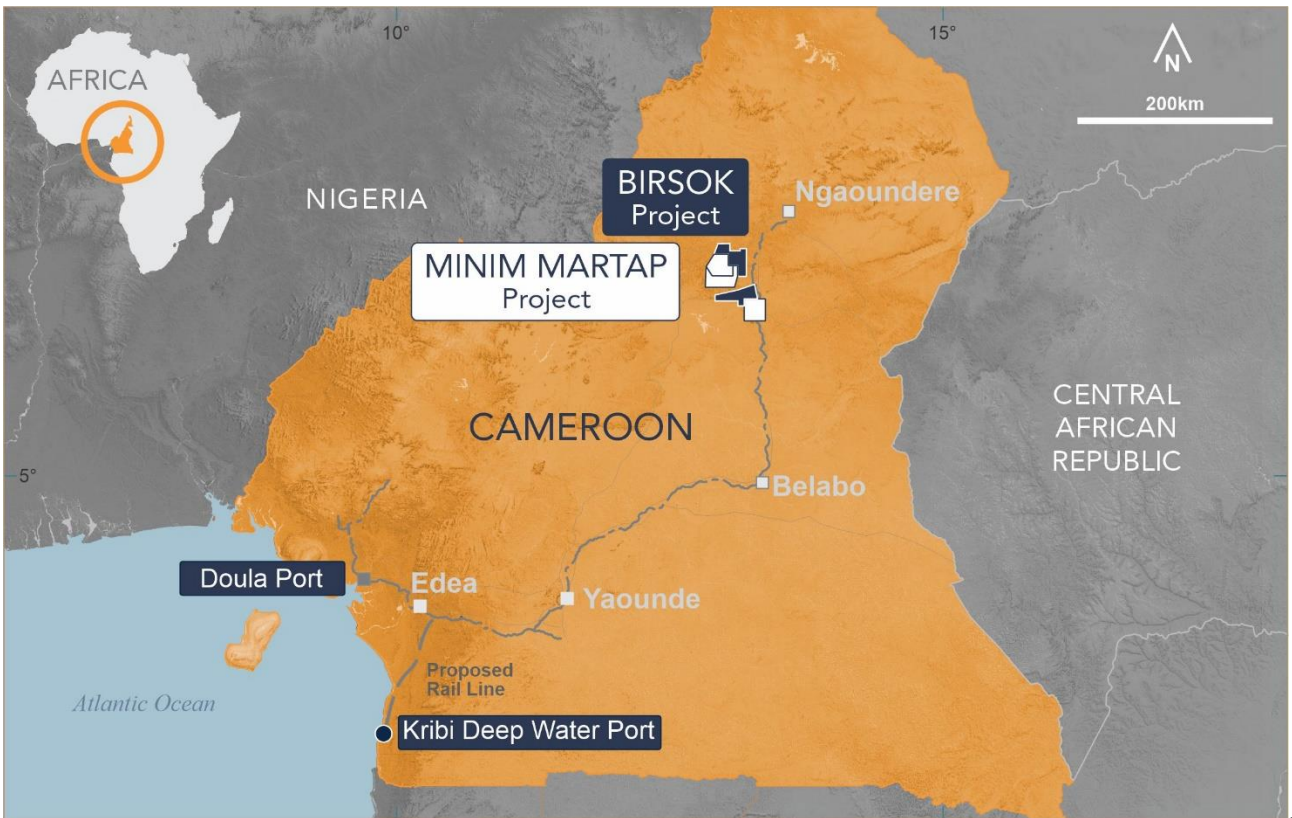 10°
15°
AFRICA
N
200km
BIRSOK
Project
Ngaoundere
NIGERIA
MINIM MARTAP
Project
CENTRAL
AFRICAN
REPUBLIC
CAMEROON
5°
Belabo
Doula Port
Edea
Yaounde
Proposed
Rail Line
Atlantic Ocean
Kribi Deep Water Port